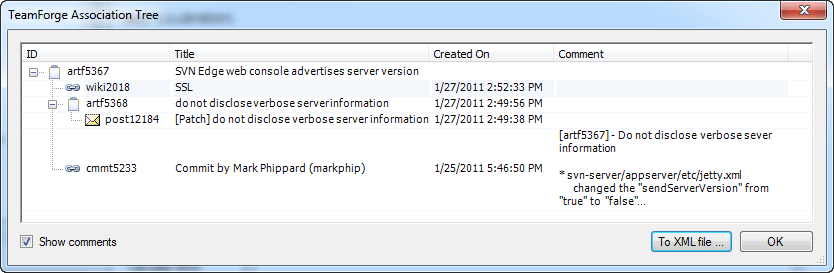 TeamForge Association Tree
ID Title Created On Comment
artf5367 SVN Edge web console advertises server version
wiki2018 SSL 1/27/2011 2:52:33 PM
artf5368 do not disclose verbose server information 1/27/2011 2:49:56 PM
post12184 [Patch] do not disclose verbose server information 1/27/2011 2:49:38 PM
[artf5367] - Do not disclose verbose sever
information
cmmt5233 Commit by Mark Phippard (markphip) 1/25/2011 5:46:50 PM
* svn-server/appserver/etc/jetty.xml
changed the "sendServerVersion" from
"true" to "false"...
Show comments
To XML file ... OK